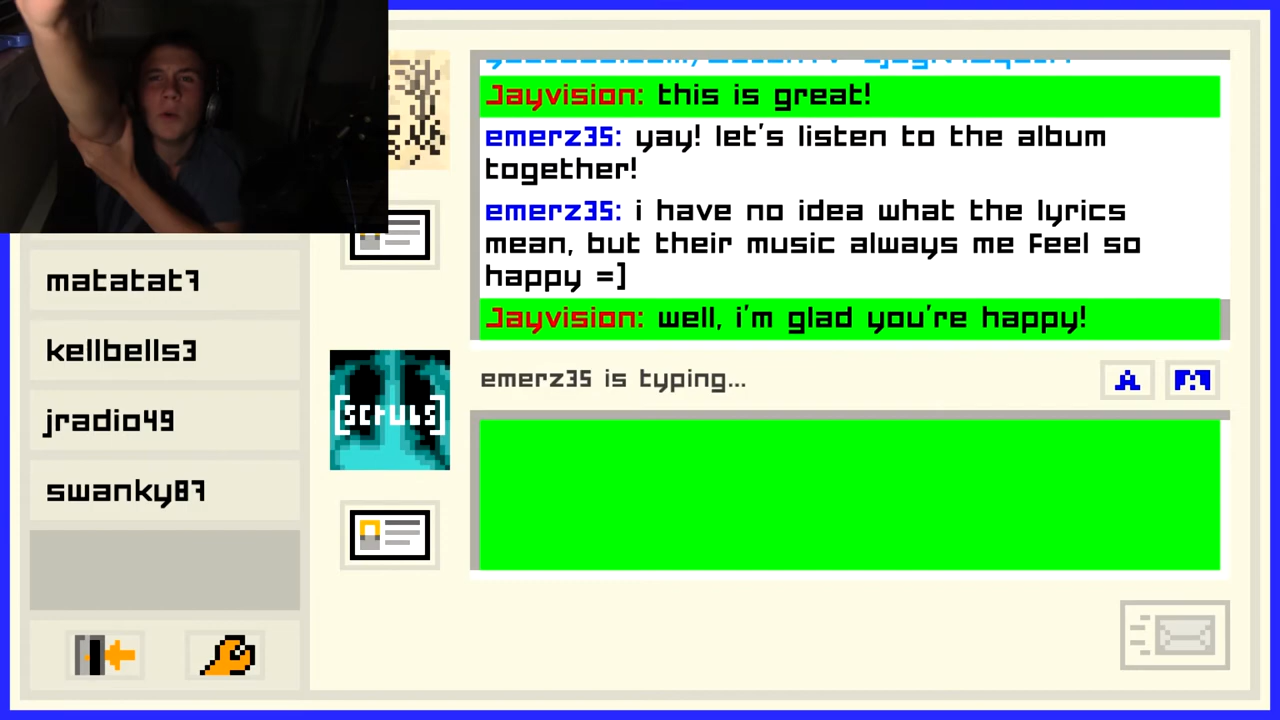 Jayvision: this is great!
emerz35: yay! let's listen to the album
together!
emerz35: i have no idea what the lyrics
mean, but their music always me feel so
happy =]
Jayvision: well, i'm glad you're happy!
emerz35 is typing...
A
matatat7
kellbells3
jradio49
swanky87
[scrubs]